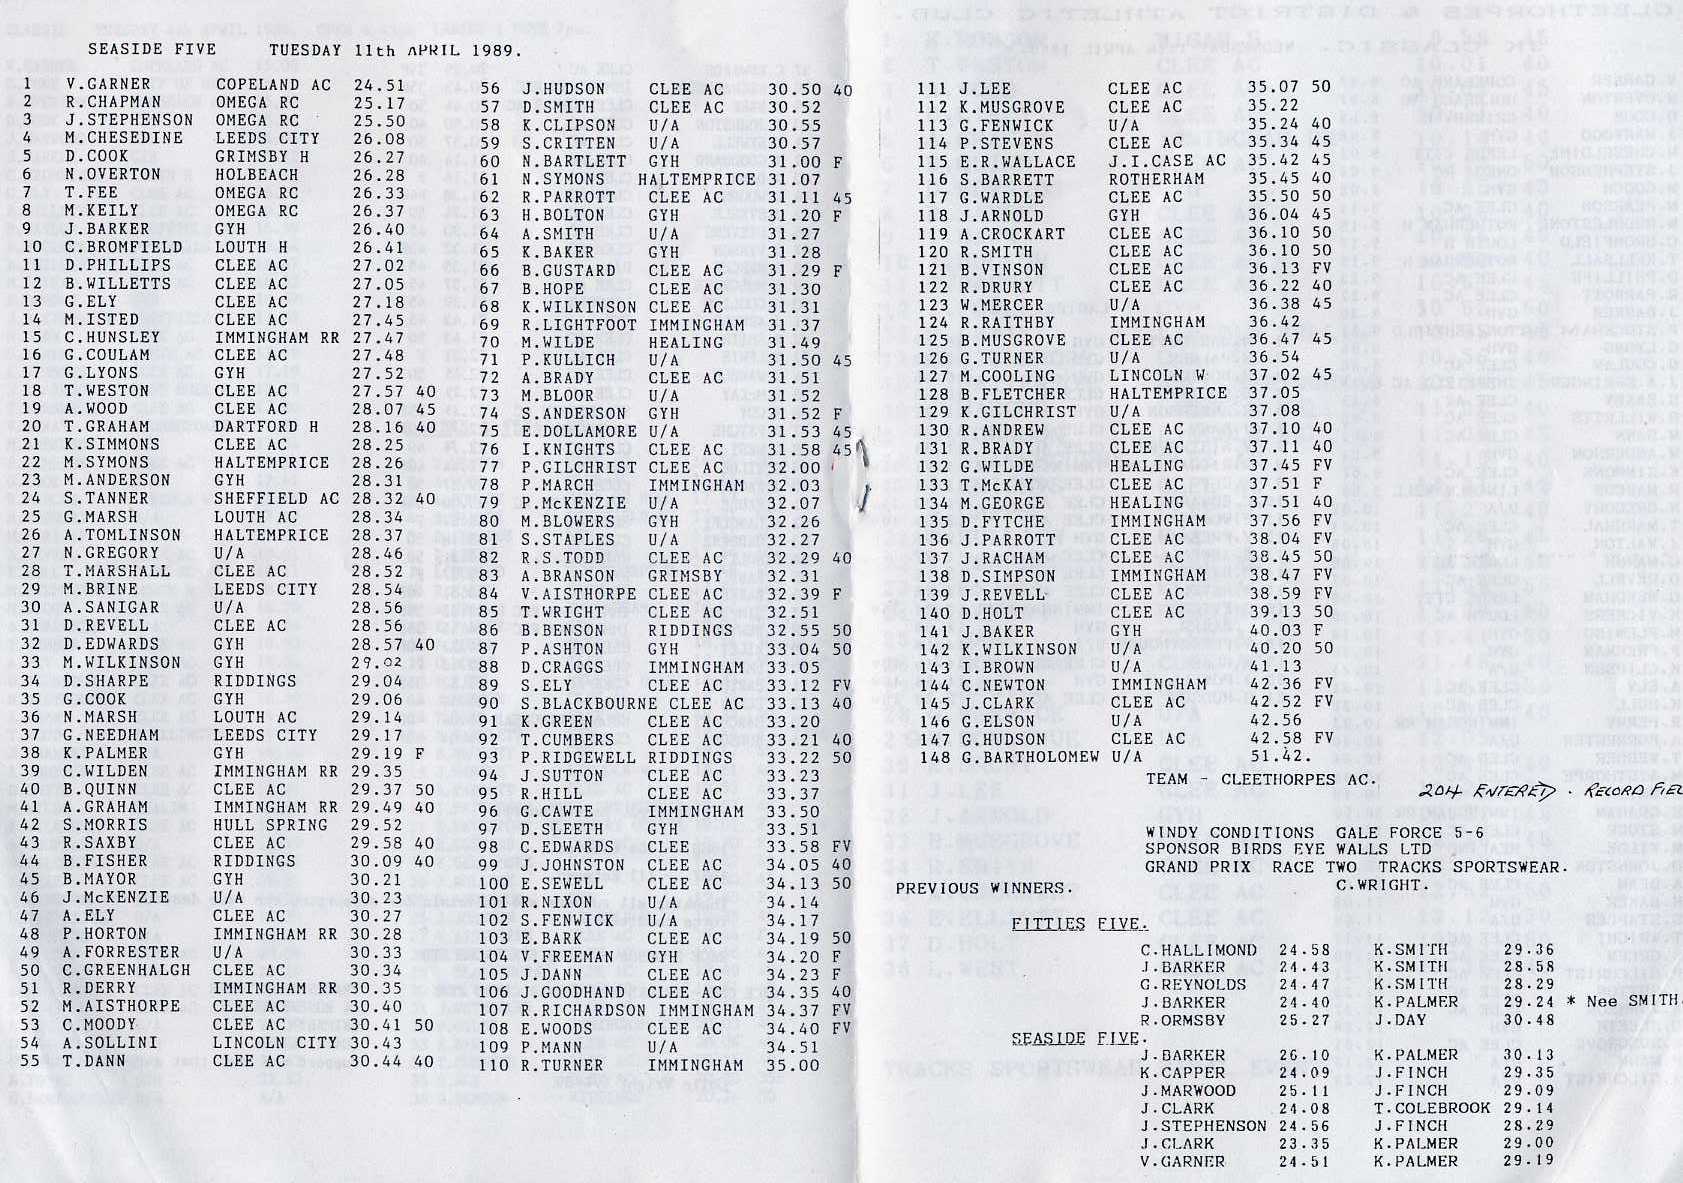 SEASIDE FIVE TUESDAY 11th APRIL 1989.
1 V.GARNER COPELAND AC 24.51
2 R.CHAPMAN OMEGA RC 25.17
3 J.STEPHENSON OMEGA RC 25.50
4 M.CHESEDINE LEEDS CITY 26.08
5 D.COOK GRIMSBY H 26.27
6 N.OVERTON HOLBEACH 26.28
7 T.FEE OMEGA RC 26.33
8 M.KEILY OMEGA RC 26.37
9 J.BARKER GYH 26.40
10 C.BROMFIELD LOUTH H 26.41
11 D.PHILLIPS CLEE AC 27.02
12 B.WILLETTS CLEE AC 27.05
13 G.ELY CLEE AC 27.18
14 M.ISTED CLEE AC 27.45
15 C.HUNSLEY IMMINGHAM RR 27.47
16 G.COULAM CLEE AC 27.48
17 G.LYONS GYH 27.52
18 T.WESTON CLEE AC 27.57 40
19 A.WOOD CLEE AC 28.07 45
20 T.GRAHAM DARTFORD H 28.16 40
21 K.SIMMONS CLEE AC 28.25
22 M.SYMONS HALTEMPRICE 28.26
23 M.ANDERSON GYH 28.31
24 S.TANNER SHEFFIELD AC 28.32 40
25 G.MARSH LOUTH AC 28.34
26 A.TOMLINSON HALTEMPRICE 28.37
27 N.GREGORY U/A 28.46
28 T.MARSHALL CLEE AC 28.52
29 M.BRINE LEEDS CITY 28.54
30 A.SANIGAR U/A 28.56
31 D.REVELL CLEE AC 28.56
32 D.EDWARDS GYH 28.57 40
33 M.WILKINSON GYH 27.02
34 D.SHARPE RIDDINGS 29.04
35 G.COOK GYH 29.06
36 N.MARSH LOUTH AC 29.14
37 G.NEEDHAM LEEDS CITY 29.17
38 K.PALMER GYH 29.19 F
39 C.WILDEN IMMINGHAM RR 29.35
40 B.QUINN CLEE AC 29.37 50
41 A.GRAHAM IMMINGHAM RR 29.49 40
42 S.MORRIS HULL SPRING 29.52
43 R.SAXBY CLEE AC 29.58 40
44 B.FISHER RIDDINGS 30.09 40
45 B.MAYOR GYH 30.21
46 J.McKENZIE U/A 30.23
47 A.ELY CLEE AC 30.27
48 P.HORTON IMMINGHAM RR 30.28
49 A.FORRESTER U/A 30.33
50 C.GREENHALGH CLEE AC 30.34
51 R.DERRY IMMINGHAM RR 30.35
52 M.AISTHORPE CLEE AC 30.40
53 C.MOODY CLEE AC 30.41 50
54 A.SOLLINI LINCOLN CITY 30.43
55 T.DANN CLEE AC 30.44 40
56 J.HUDSON CLEE AC 30.50 40
57 D.SMITH CLEE AC 30.52
58 K.CLIPSON U/A 30.55
59 S.CRITTEN U/A 30.57
60 N.BARTLETT GYH 31.00 F
61 N.SYMONS HALTEMPRICE 31.07
62 R.PARROTT CLEE AC 31.11 45
63 H.BOLTON GYH 31.20 F
64 A.SMITH U/A 31.27
65 K.BAKER GYH 31.28
66 B.GUSTARD CLEE AC 31.29 F
67 B.HOPE CLEE AC 31.30
68 K.WILKINSON CLEE AC 31.31
69 R.LIGHTFOOT IMMINGHAM 31.37
70 M.WILDE HEALING 31.49
71 P.KULLICH U/A 31.50 45
72 A.BRADY CLEE AC 31.51
73 M.BLOOR U/A 31.52
74 S.ANDERSON GYH 31.52 F
75 E.DOLLAMORE U/A 31.53 45
76 I.KNIGHTS CLEE AC 31.58 45
77 P.GILCHRIST CLEE AC 32.00
78 P.MARCH IMMINGHAM 32.03
79 P.McKENZIE U/A 32.07
80 M.BLOWERS GYH 32.26
81 S.STAPLES U/A 32.27
82 R.S.TODD CLEE AC 32.29 40
83 A.BRANSON GRIMSBY 32.31
84 V.AISTHORPE CLEE AC 32.39 F
85 T.WRIGHT CLEE AC 32.51
86 B.BENSON RIDDINGS 32.55 50
87 P.ASHTON GYH 33.04 50
88 D.CRAGGS IMMINGHAM 33.05
89 S.ELY CLEE AC 33.12 FV
90 S.BLACKBOURNE CLEE AC 33.13 40
91 K.GREEN CLEE AC 33.20
92 T.CUMBERS CLEE AC 33.21 40
93 P.RIDGEWELL RIDDINGS 33.22 50
94 J.SUTTON CLEE AC 33.23
95 R.HILL CLEE AC 33.37
96 G.CAWTE IMMINGHAM 33.50
97 D.SLEETH GYH 33.51
98 C.EDWARDS CLEE 33.58 FV
99 J.JOHNSTON CLEE AC 34.05 40
100 E.SEWELL CLEE AC 34.13 50
101 R.NIXON U/A 34.14
102 S.FENWICK U/A 34.17
103 E.BARK CLEE AC 34.19 50
104 V.FREEMAN GYH 34.20 F
105 J.DANN CLEE AC 34.23 F
106 J.GOODHAND CLEE AC 34.35 40
107 R.RICHARDSON IMMINGHAM 34.37 FV
108 E.WOODS CLEE AC 34.40 FV
109 P.MANN U/A 34.51
110 R.TURNER IMMINGHAM 35.00
111 J.LEE CLEE AC 35.07 50
112 K.MUSGROVE CLEE AC 35.22
113 G.FENWICK U/A 35.24 40
114 P.STEVENS CLEE AC 35.34 45
115 E.R.WALLACE J.I.CASE AC 35.42 45
116 S.BARRETT ROTHERHAM 35.45 40
117 G.WARDLE CLEE AC 35.50 50
118 J.ARNOLD GYH 36.04 45
119 A.CROCKART CLEE AC 36.10 50
120 R.SMITH CLEE AC 36.10 50
121 B.VINSON CLEE AC 36.13 FV
122 R.DRURY CLEE AC 36.22 40
123 W.MERCER U/A 36.38 45
124 R.RAITHBY IMMINGHAM 36.42
125 B.MUSGROVE CLEE AC 36.47 45
126 G.TURNER U/A 36.54
127 M.COOLING LINCOLN W 37.02 45
128 B.FLETCHER HALTEMPRICE 37.05
129 K.GILCHRIST U/A 37.08
130 R.ANDREW CLEE AC 37.10 40
131 R.BRADY CLEE AC 37.11 40
132 G.WILDE HEALING 37.45 FV
133 T.McKAY CLEE AC 37.51 F
134 M.GEORGE HEALING 37.51 40
135 D.FYTCHE IMMINGHAM 37.56 FV
136 J.PARROTT CLEE AC 38.04 FV
137 J.RACHAM CLEE AC 38.45 50
138 D.SIMPSON IMMINGHAM 38.47 FV
139 J.REVELL CLEE AC 38.59 FV
140 D.HOLT CLEE AC 39.13 50
141 J.BAKER GYH 40.03 F
142 K.WILKINSON U/A 40.20 50
143 I.BROWN U/A 41.13
144 C.NEWTON IMMINGHAM 42.36 FV
145 J.CLARK CLEE AC 42.52 FV
146 G.ELSON U/A 42.56
147 G.HUDSON CLEE AC 42.58 FV
148 G.BARTHOLOMEW U/A 51.42.
TEAM - CLEETHORPES AC.
204 ENTERED . RECORD FIEL
WINDY CONDITIONS GALE FORCE 5-6
SPONSOR BIRDS EYE WALLS LTD
GRAND PRIX RACE TWO TRACKS SPORTSWEAR.
PREVIOUS WINNERS. C.WRIGHT.
FITTIES FIVE.
C.HALLIMOND 24.58 K.SMITH 29.36
J.BARKER 24.43 K.SMITH 28.58
G.REYNOLDS 24.47 K.SMITH 28.29
J.BARKER 24.40 K.PALMER 29.24 * Nee SMITH.
R.ORMSBY 25.27 J.DAY 30.48
SEASIDE FIVE.
J.BARKER 26.10 K.PALMER 30.13
K.CAPPER 24.09 J.FINCH 29.35
J.MARWOOD 25.11 J.FINCH 29.09
J.CLARK 24.08 T.COLEBROOK 29.14
J.STEPHENSON 24.56 J.FINCH 28.29
J.CLARK 23.35 K.PALMER 29.00
V.GARNER 24.51 K.PALMER 29.19